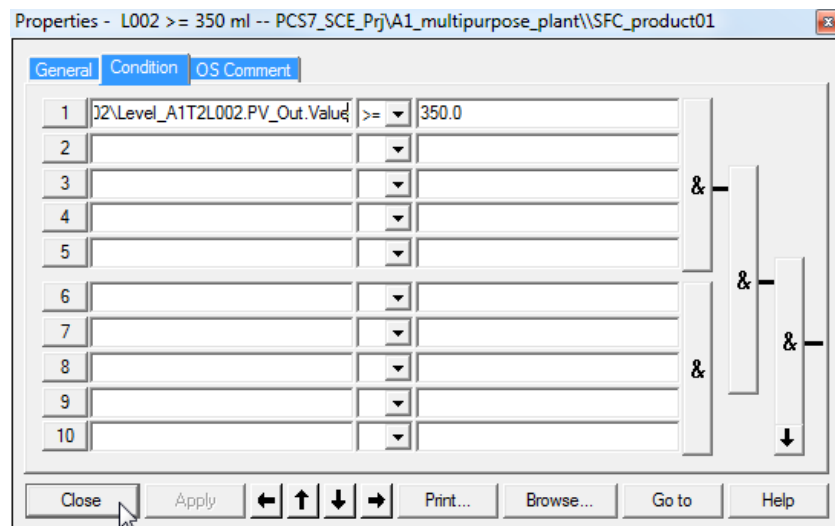 Properties - L002 >= 350 ml -- PCS7_SCE_Prj\A1_multipurpose_plant\\SFC_product01
General Condition OS Comment
1 02\Level_A1T2L002.PV_Out.Value >= 350.0
2
3 &
4
5
6 &
7
8 & &
9
10
Close Apply Print... Browse... Go to Help